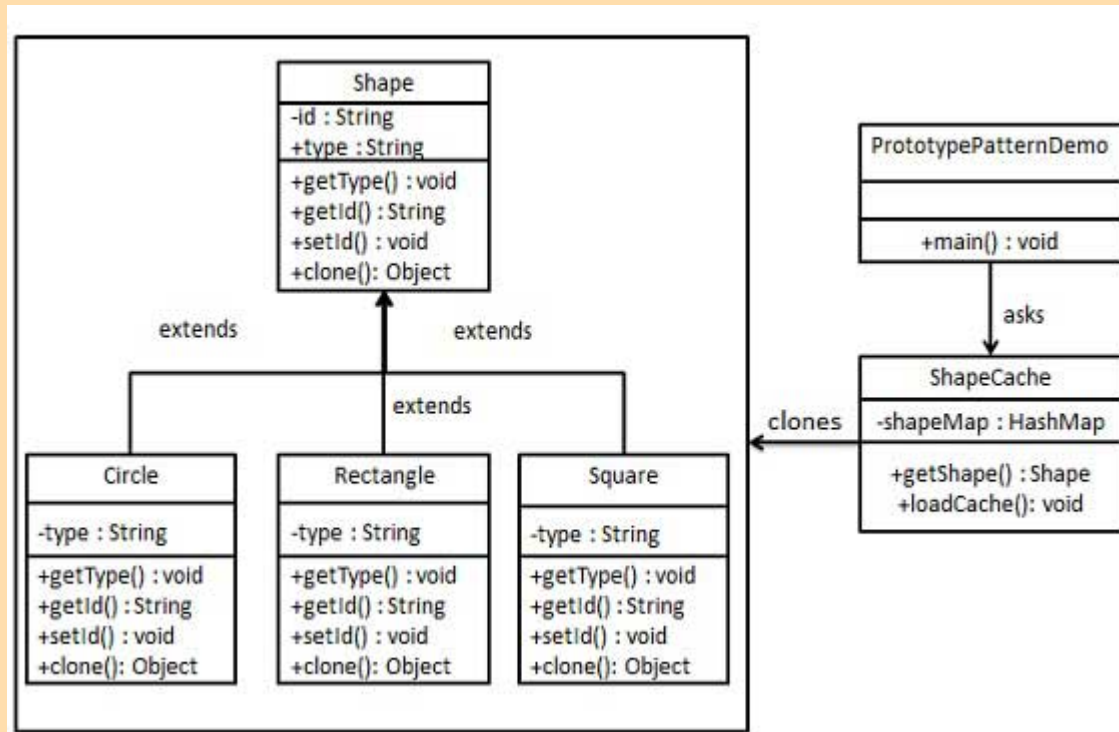 Shape
-id : String
+type : String
+getType() : void
+getId() : String
+setId() : void
+clone(): Object
extends
extends
extends
Circle
-type : String
+getType() : void
+getId() : String
+setId() : void
+clone(): Object
Rectangle
-type : String
+getType() : void
+getId() : String
+setId() : void
+clone(): Object
Square
-type : String
+getType() : void
+getId() : String
+setId() : void
+clone(): Object
PrototypePatternDemo
+main() : void
asks
ShapeCache
-shapeMap : HashMap
+getShape() : Shape
+loadCache(): void
clones